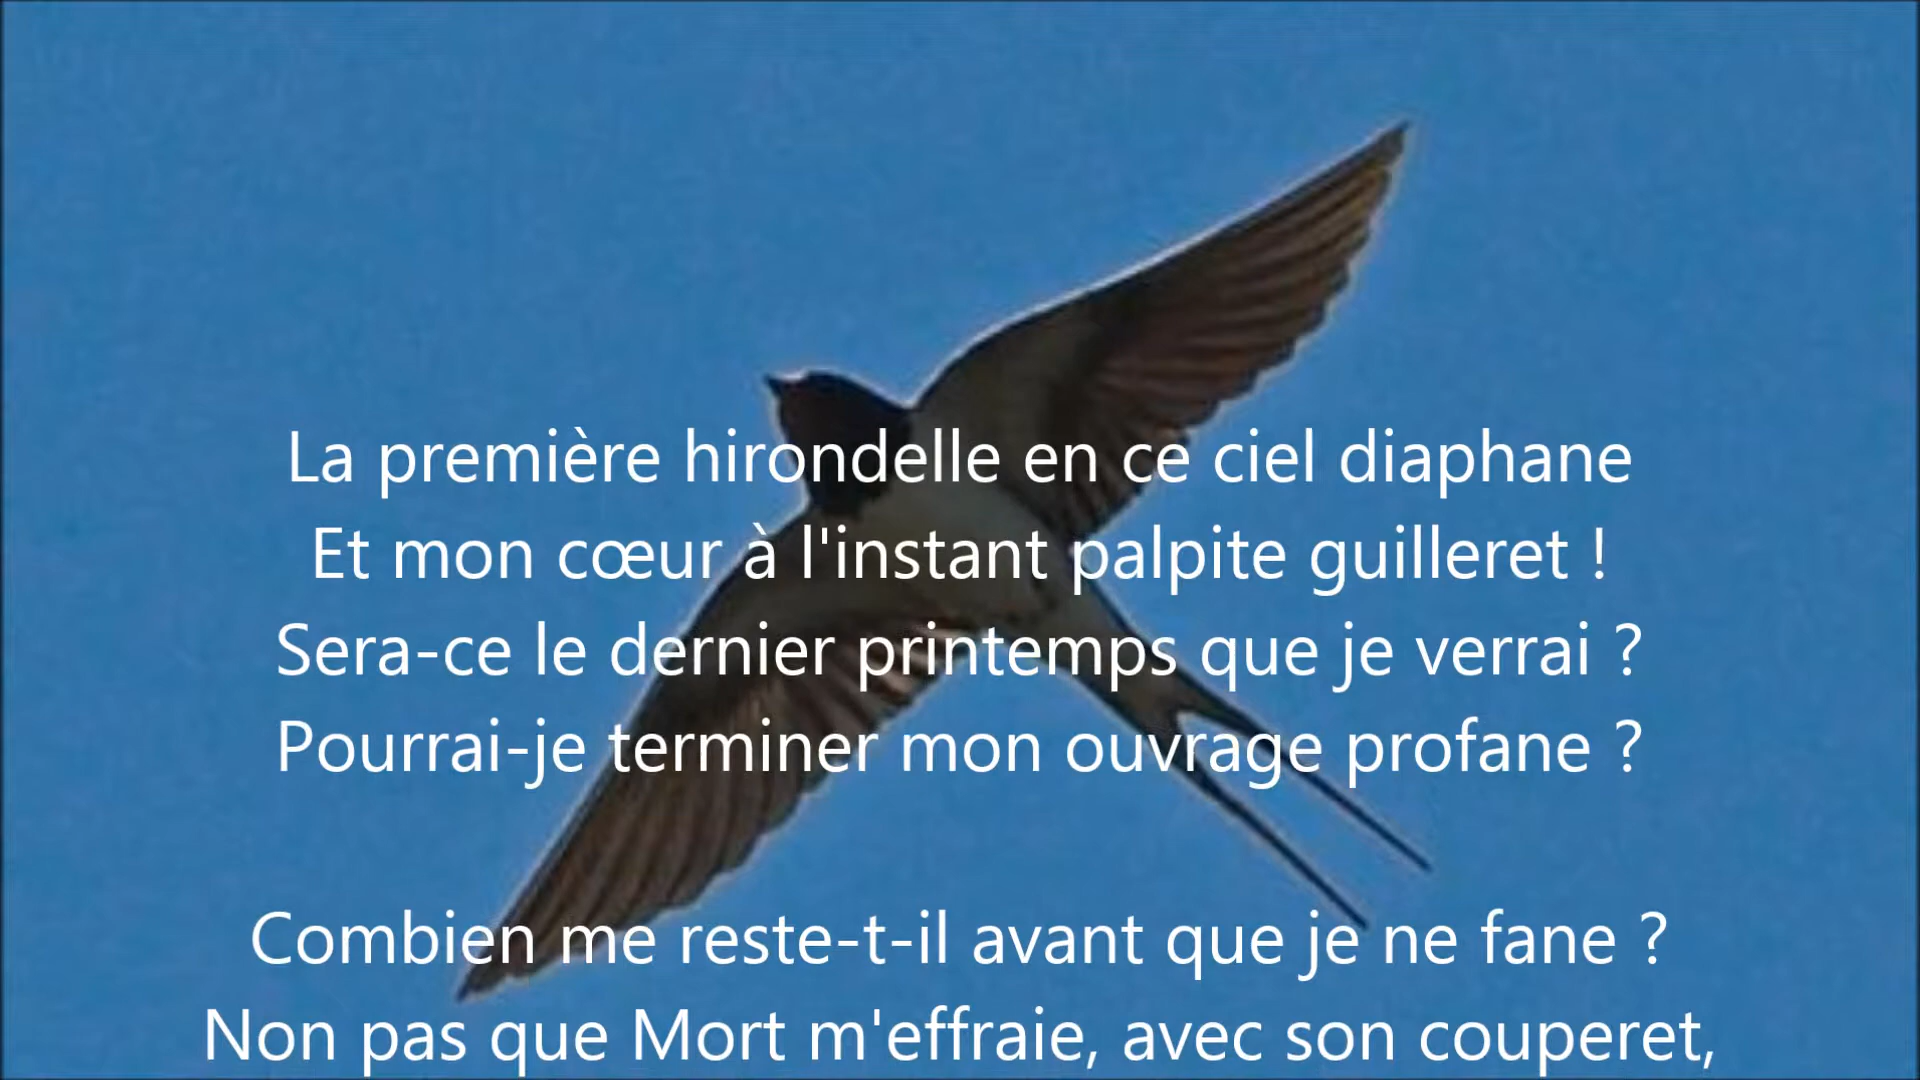 La première hirondelle en ce ciel diaphane
Et mon cœur à l'instant palpite guilleret !
Sera-ce le dernier printemps que je verrai ?
Pourrai-je terminer mon ouvrage profane ?
Combien me reste-t-il avant que je ne fane ?
Non pas que Mort m'effraie, avec son couperet,